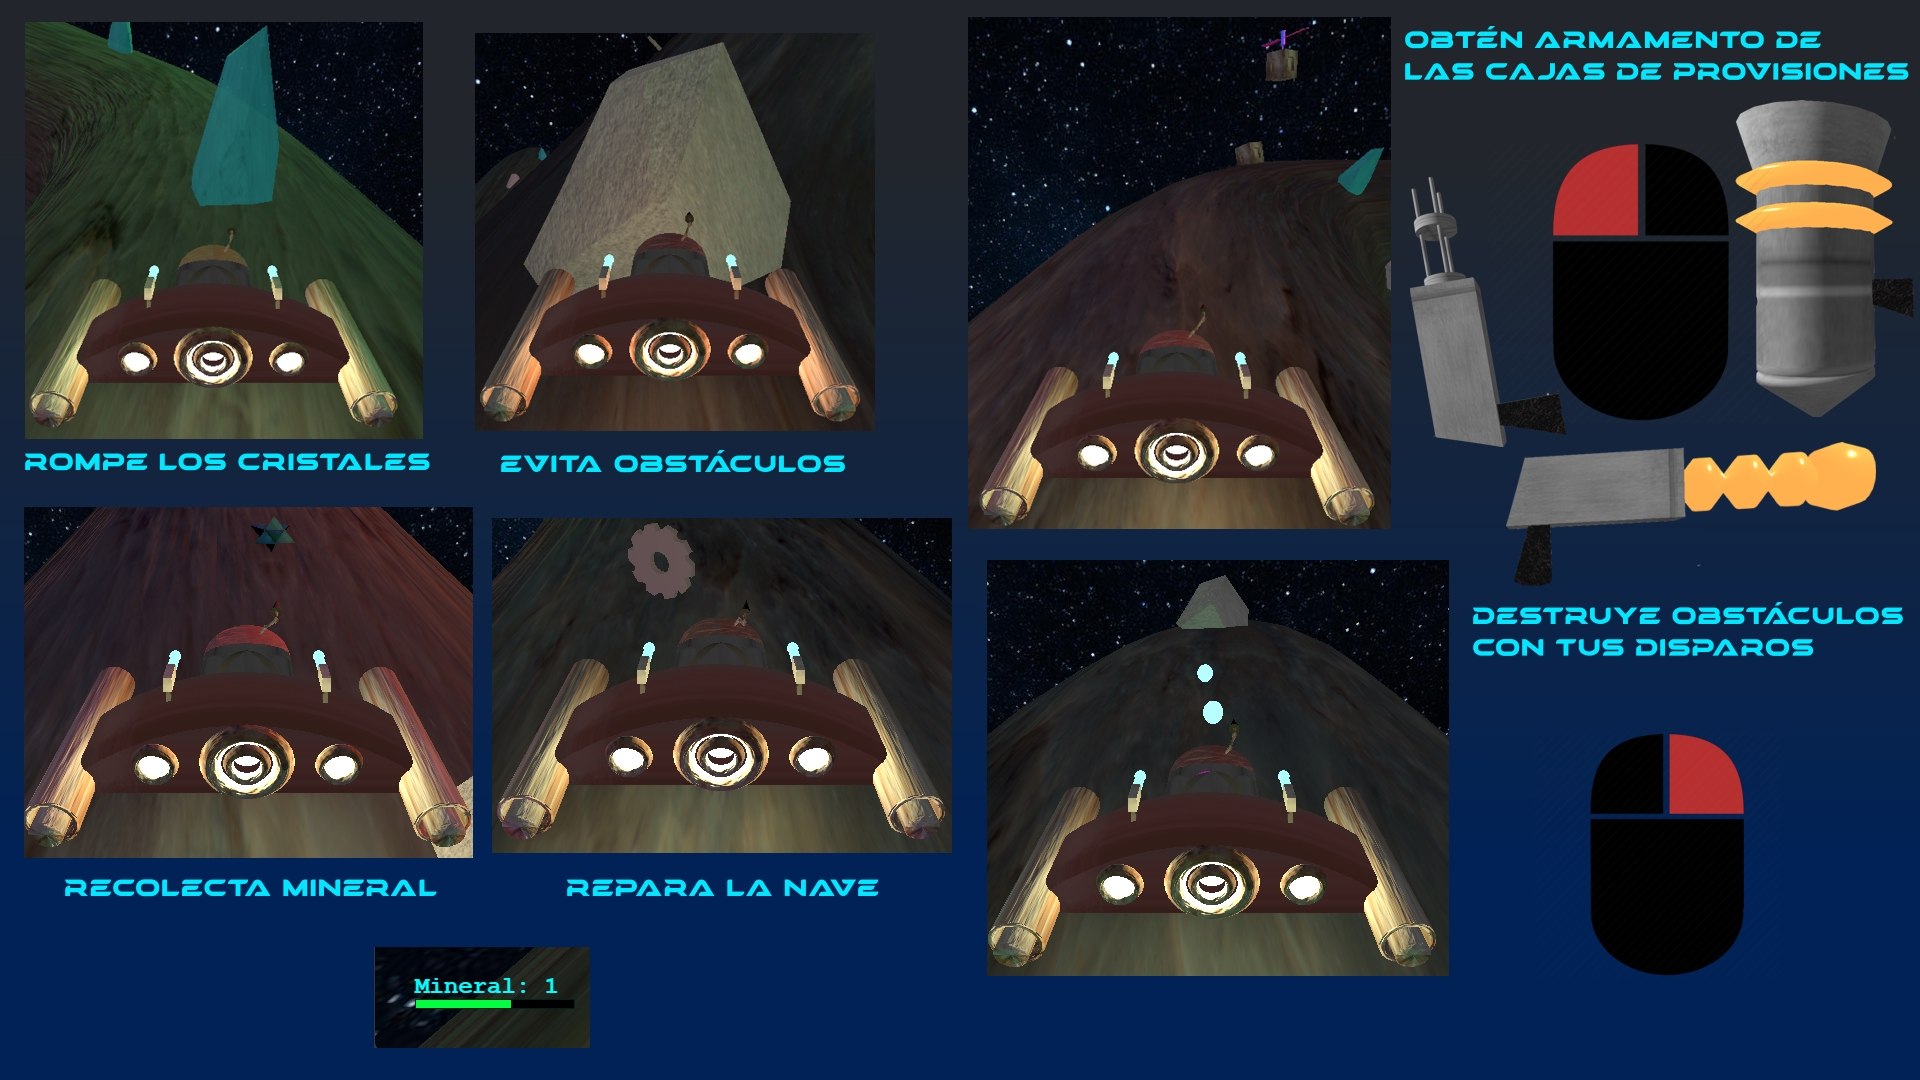 ROMPE LOS CRISTALES
EVITA OBSTÁCULOS
OBTÉN ARMAMENTO DE
LAS CAJAS DE PROVISIONES
RECOLECTA MINERAL
REPARA LA NAVE
DESTRUYE OBSTÁCULOS
CON TUS DISPAROS
Mineral: 1